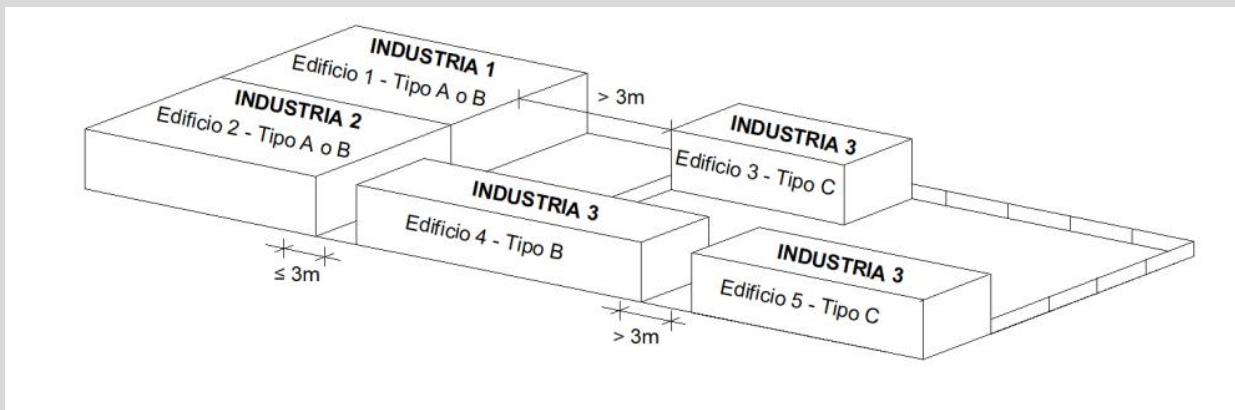 INDUSTRIA 1
Edificio 1 - Tipo A o B
> 3m
INDUSTRIA 2
Edificio 2 - Tipo A o B
INDUSTRIA 3
Edificio 3 - Tipo C
INDUSTRIA 3
Edificio 4 - Tipo B
INDUSTRIA 3
Edificio 5 - Tipo C
≤ 3m
> 3m